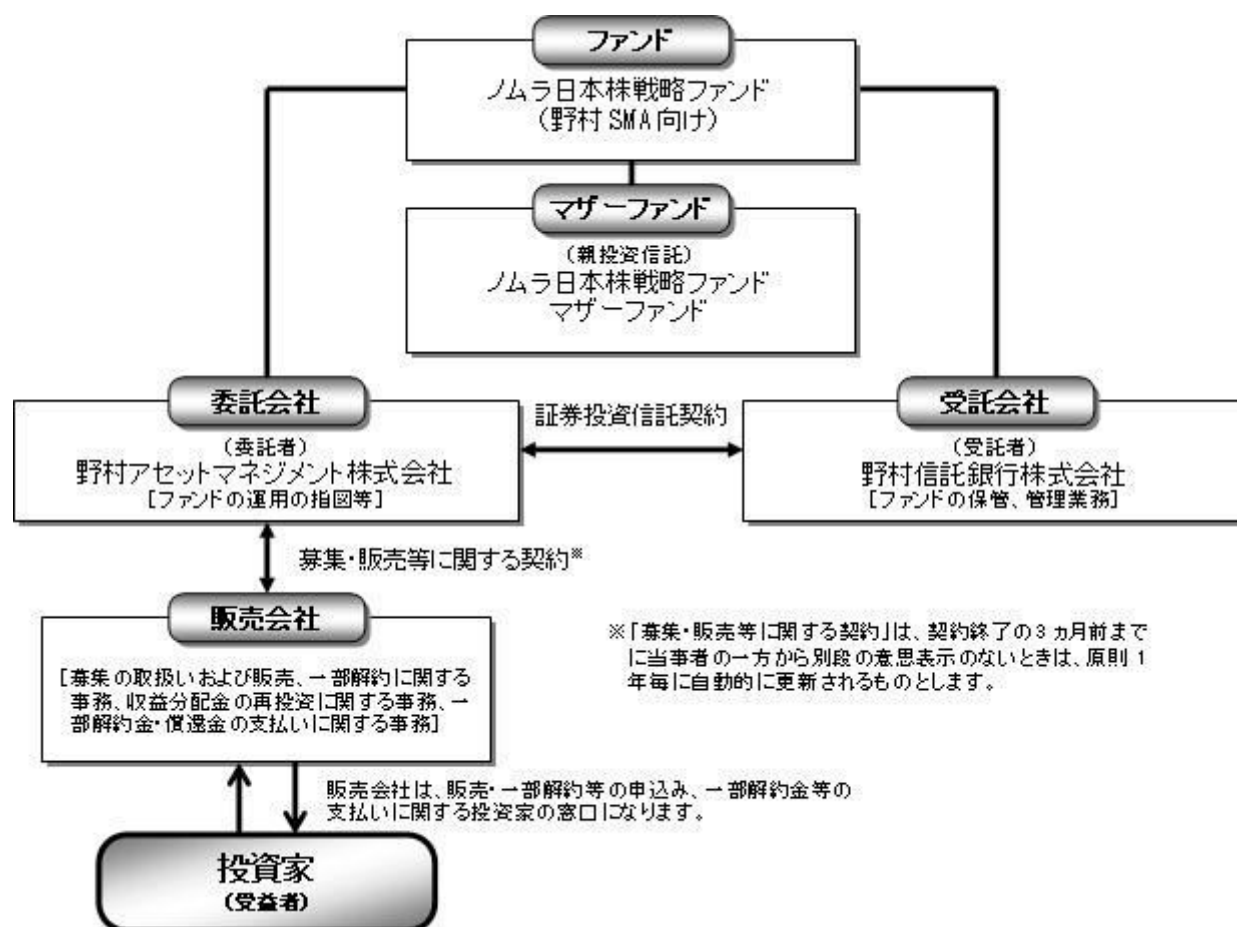 ファンド
ノムラ日本株戦略ファンド
(野村SMA向け)
マザーファンド
(親投資信託)
ノムラ日本株戦略ファンド
マザーファンド
委託会社
(委託者)
野村アセットマネジメント株式会社
[ファンドの運用の指図等]
証券投資信託契約
受託会社
(受託者)
野村信託銀行株式会社
[ファンドの保管、管理業務]
募集・販売等に関する契約※
販売会社
[募集の取扱いおよび販売、一部解約に関する
事務、収益分配金の再投資に関する事務、一
部解約金・償還金の支払いに関する事務]
※「募集・販売等に関する契約」は、契約終了の3ヵ月前まで
に当事者の一方から別段の意思表示のないときは、原則1
年毎に自動的に更新されるものとします。
販売会社は、販売・一部解約等の申込み、一部解約金等の
支払いに関する投資家の窓口になります。
投資家
(受益者)